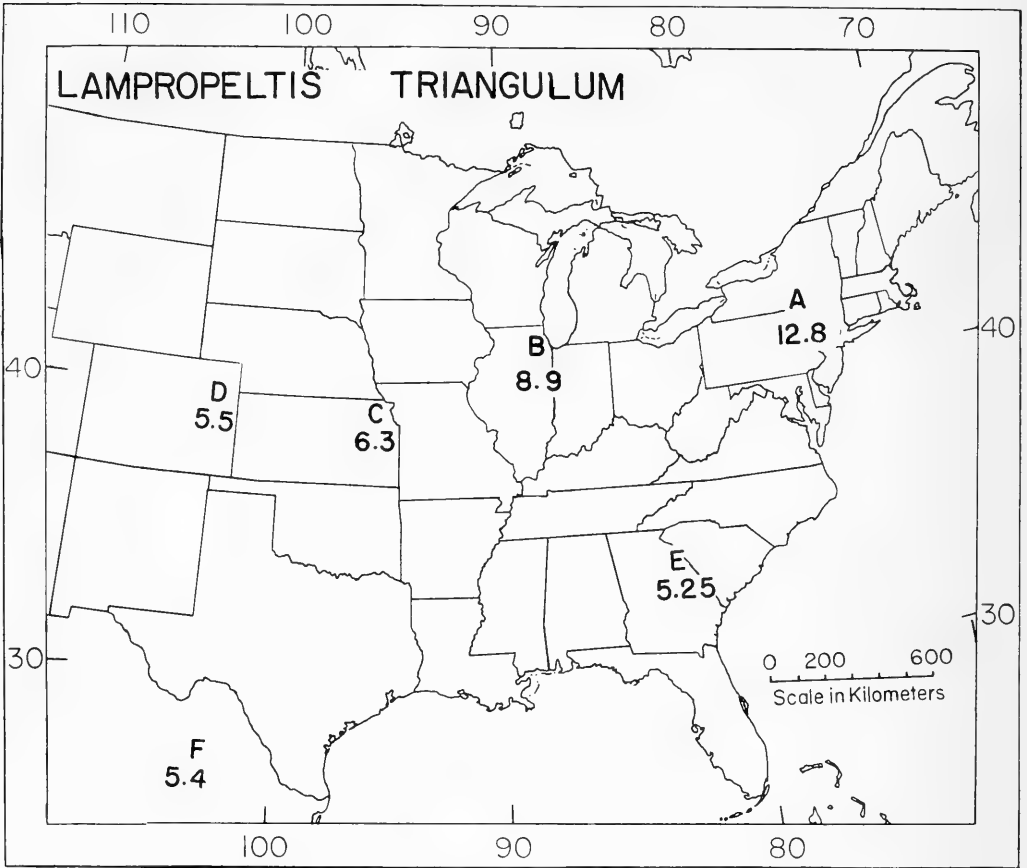 110 100 90 80 70
LAMPROPELTIS TRIANGULUM
A
40
12.8
B
8.9
40
D
5.5
C
6.3
E
5.25
30
30
0 200 600
Scale in Kilometers
F
5.4
100 90 80